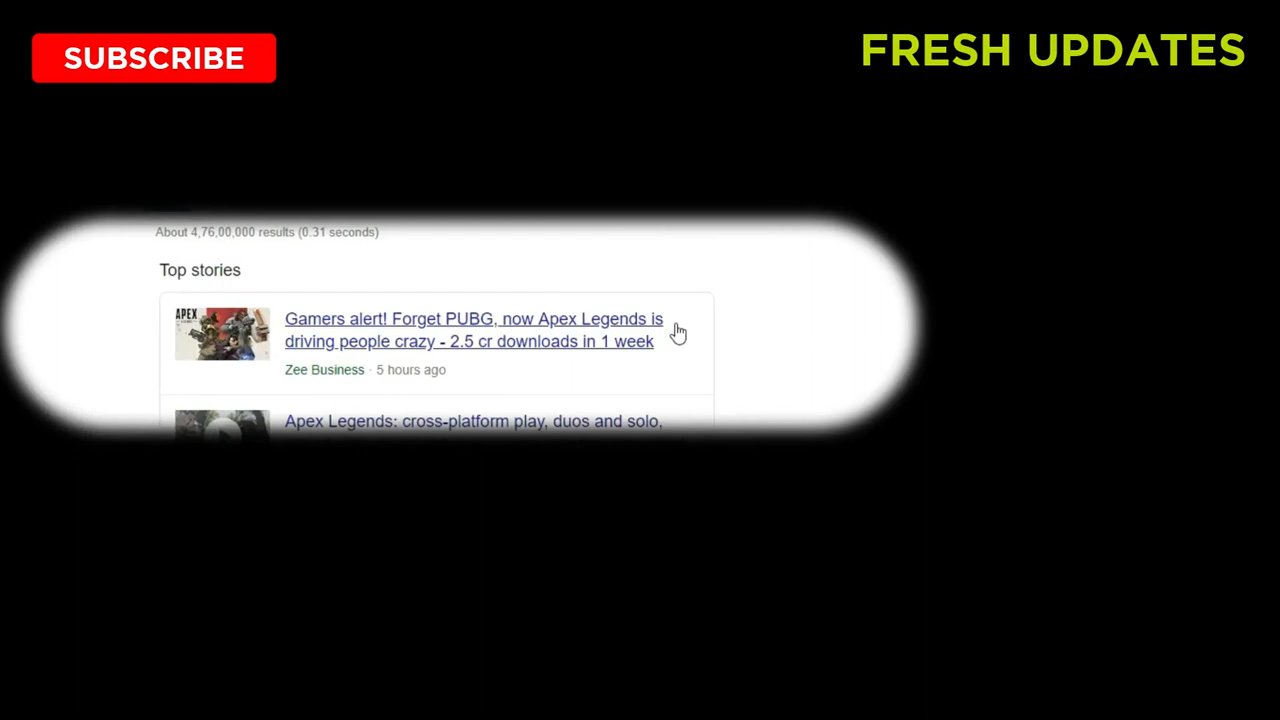 SUBSCRIBE
FRESH UPDATES
About 4,76,00,000 results (0.31 seconds)
Top stories
APEX
Gamers alert! Forget PUBG, now Apex Legends is
driving people crazy - 2.5 cr downloads in 1 week
Zee Business · 5 hours ago
Apex Legends: cross-platform play, duos and solo,